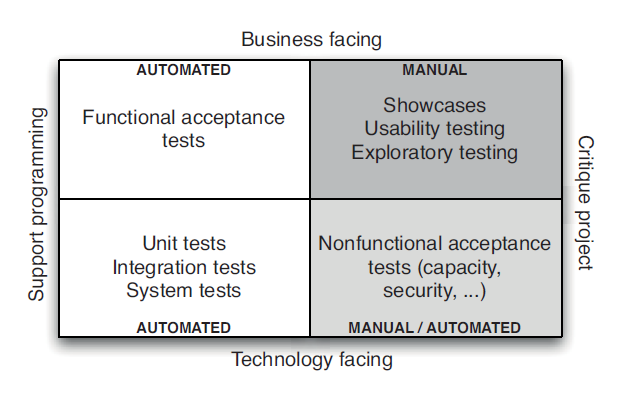 Business facing
AUTOMATED
Functional acceptance
tests
MANUAL
Showcases
Usability testing
Exploratory testing
Support programming
Critique project
Unit tests
Integration tests
System tests
AUTOMATED
Nonfunctional acceptance
tests (capacity,
security, ...)
MANUAL / AUTOMATED
Technology facing